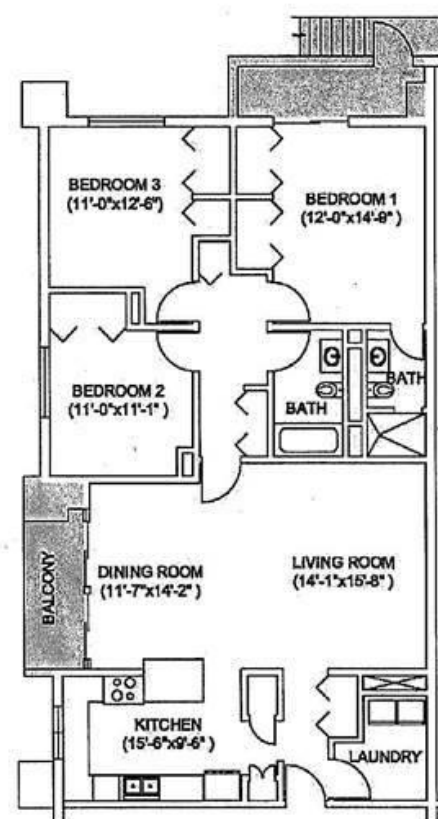 BEDROOM 3
(11'-0"x12'-6")
BEDROOM 1
(12'-0"x14'-9")
BEDROOM 2
(11'-0"x11'-1")
BATH
BATH
BALCONY
DINING ROOM
(11'-7"x14'-2")
LIVING ROOM
(14'-1"x15'-8")
KITCHEN
(15'-6"x9'-6")
LAUNDRY